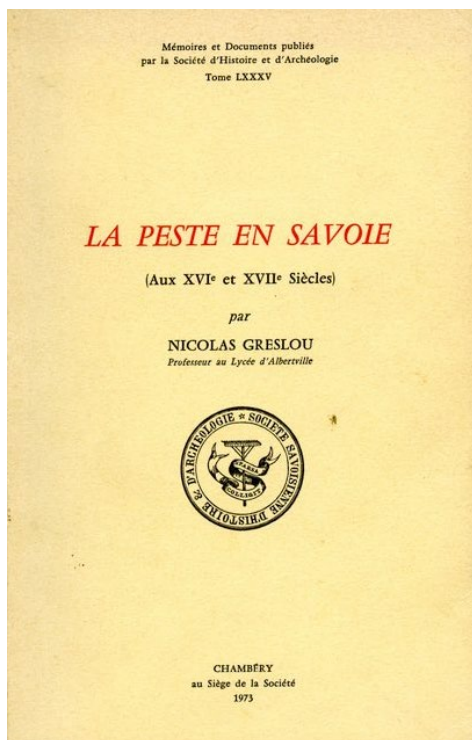 Mémoires et Documents publiés
par la Société d'Histoire et d'Archéologie
Tome LXXXV
LA PESTE EN SAVOIE
(Aux XVIe et XVIIe Siècles)
par
NICOLAS GRESLOU
Professeur au Lycée d'Albertville
SOCIÉTÉ SAVOISIENNE D'HISTOIRE & D'ARCHÉOLOGIE
SPARSA
COLLIGIT
CHAMBÉRY
au Siège de la Société
1973